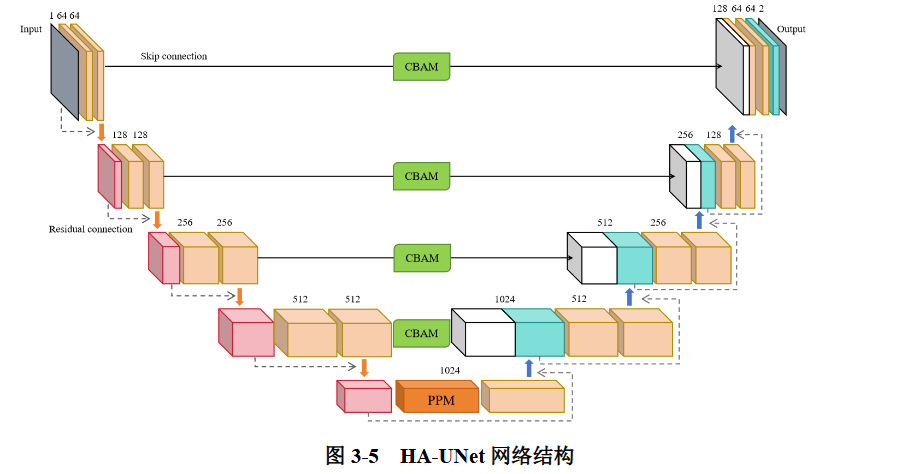 1 64 64
128 64 64 2
Input
Output
Skip connection
CBAM
128 128
CBAM
256 128
Residual connection
256 256
CBAM
512 256
512 512
CBAM
1024 512
1024
PPM
图 3-5 HA-UNet 网络结构